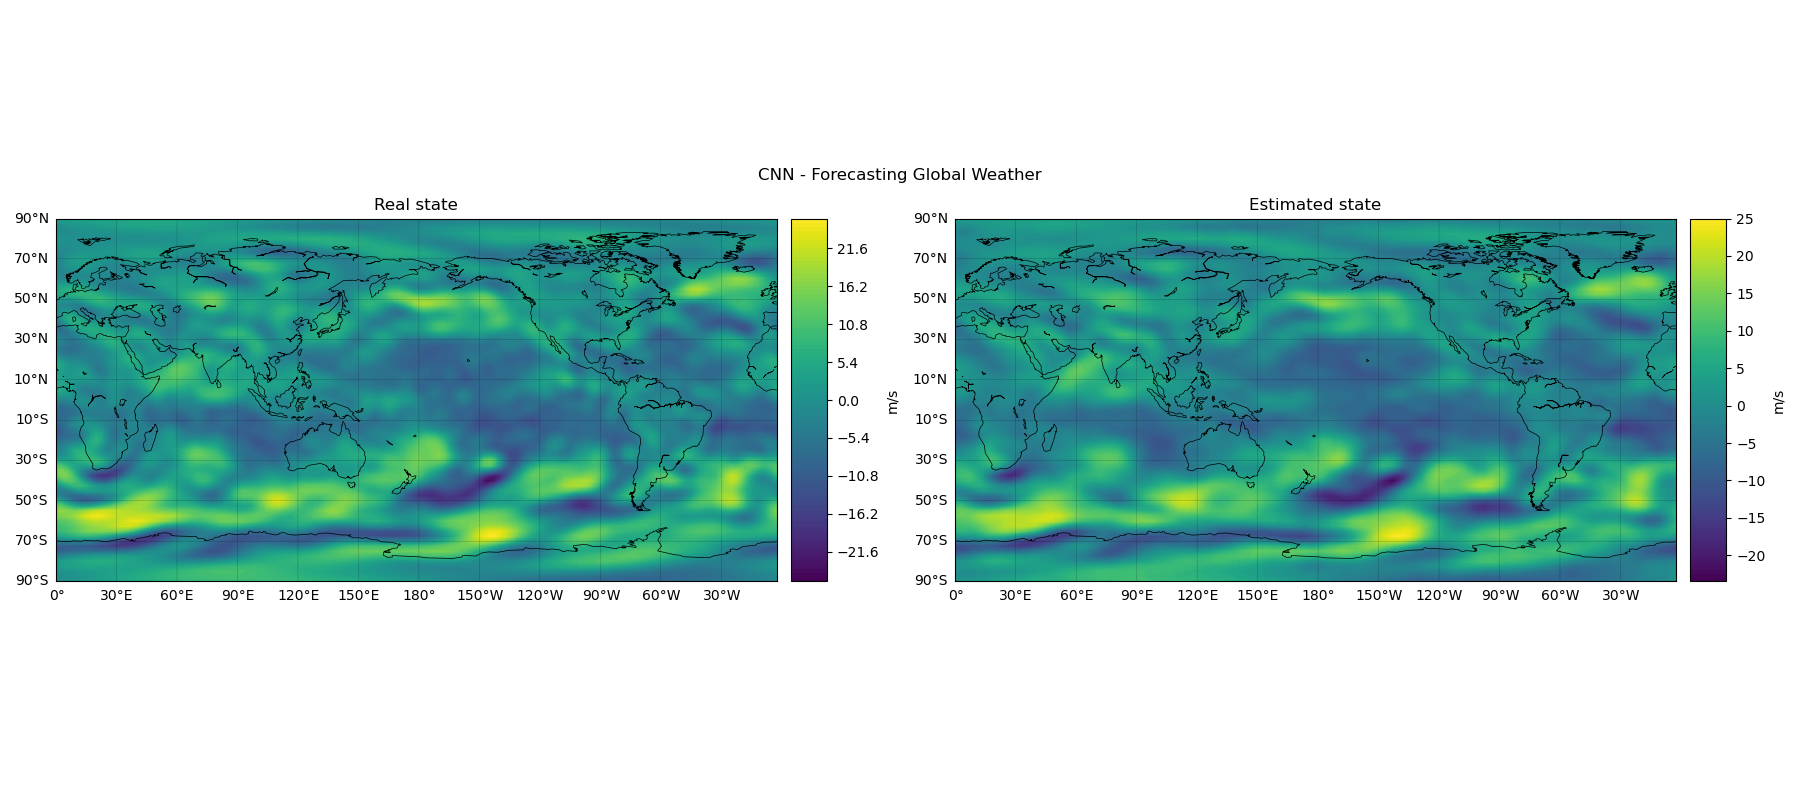 CNN - Forecasting Global Weather
Real state
90°N
70°N
50°N
30°N
10°N
10°S
30°S
50°S
70°S
90°S
0° 30°E 60°E 90°E 120°E 150°E 180° 150°W 120°W 90°W 60°W 30°W
21.6
16.2
10.8
5.4
0.0
−5.4
−10.8
−16.2
−21.6
m/s
Estimated state
90°N
70°N
50°N
30°N
10°N
10°S
30°S
50°S
70°S
90°S
0° 30°E 60°E 90°E 120°E 150°E 180° 150°W 120°W 90°W 60°W 30°W
25
20
15
10
5
0
−5
−10
−15
−20
m/s